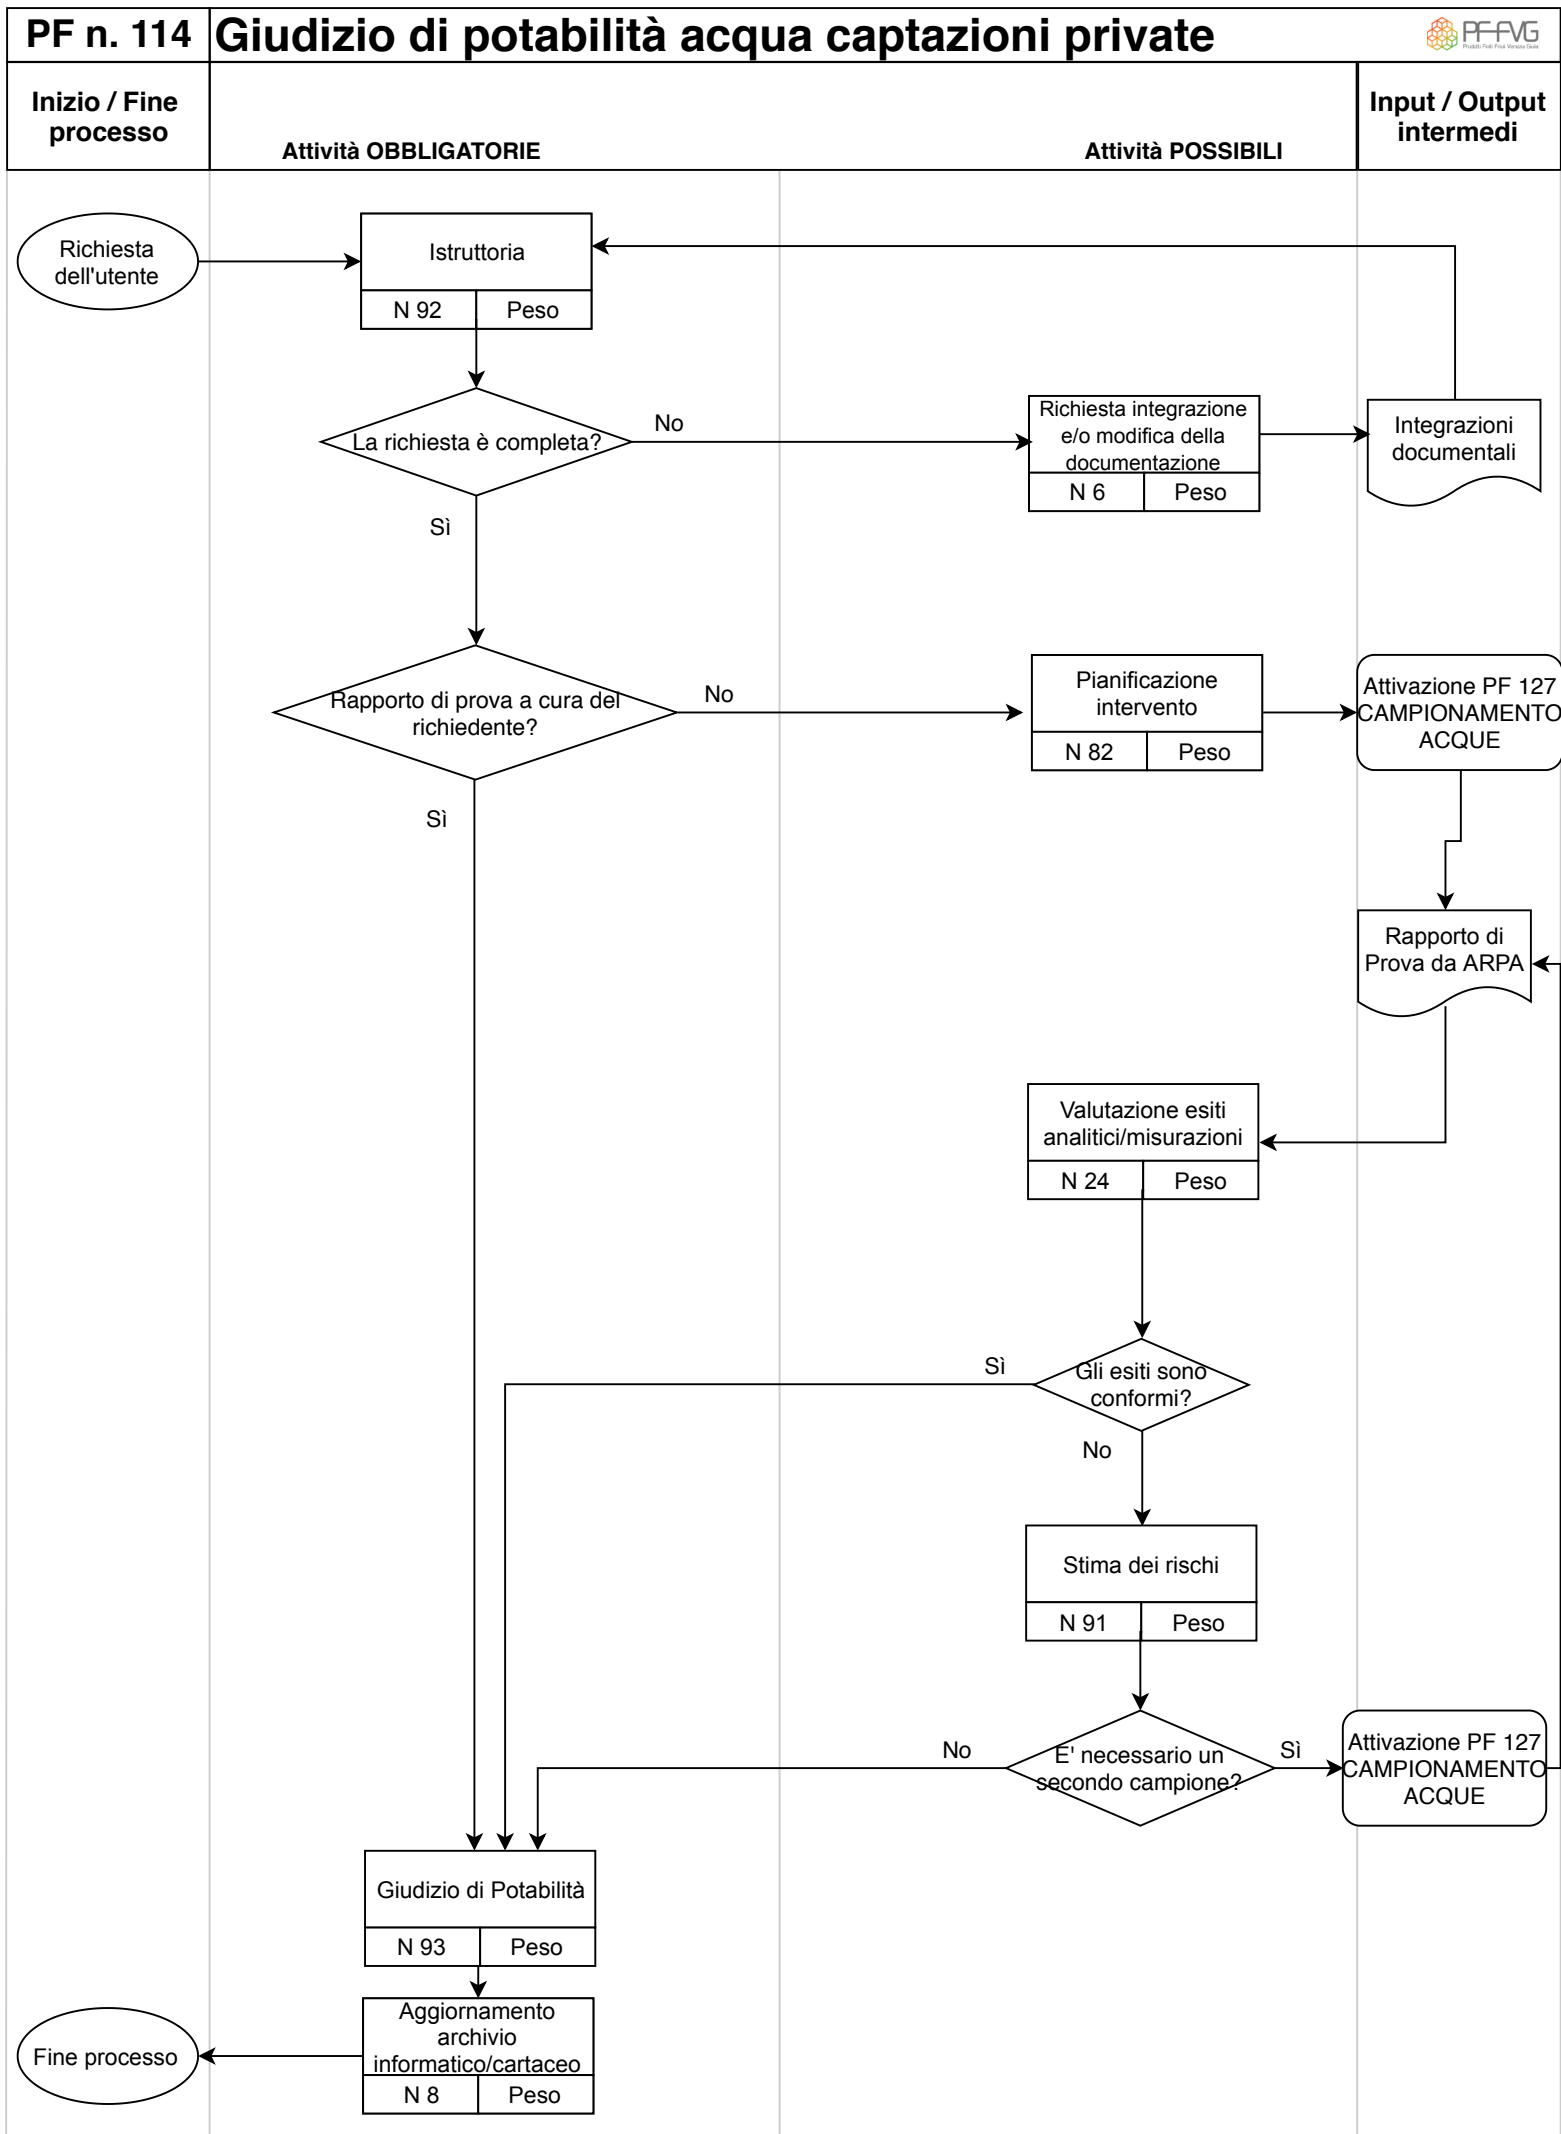 PF n. 114
Giudizio di potabilità acqua captazioni private
PF-FVG
Prodotti Finiti Friuli Venezia Giulia
Inizio / Fine
processo
Attività OBBLIGATORIE
Attività POSSIBILI
Input / Output
intermedi
Richiesta
dell'utente
Istruttoria
N 92
Peso
La richiesta è completa?
No
Richiesta integrazione
e/o modifica della
documentazione
N 6
Peso
Integrazioni
documentali
Sì
Rapporto di prova a cura del
richiedente?
No
Pianificazione
intervento
N 82
Peso
Attivazione PF 127
CAMPIONAMENTO
ACQUE
Sì
Rapporto di
Prova da ARPA
Valutazione esiti
analitici/misurazioni
N 24
Peso
Sì
Gli esiti sono
conformi?
No
Stima dei rischi
N 91
Peso
No
E' necessario un
secondo campione?
Sì
Attivazione PF 127
CAMPIONAMENTO
ACQUE
Giudizio di Potabilità
N 93
Peso
Aggiornamento
archivio
informatico/cartaceo
N 8
Peso
Fine processo